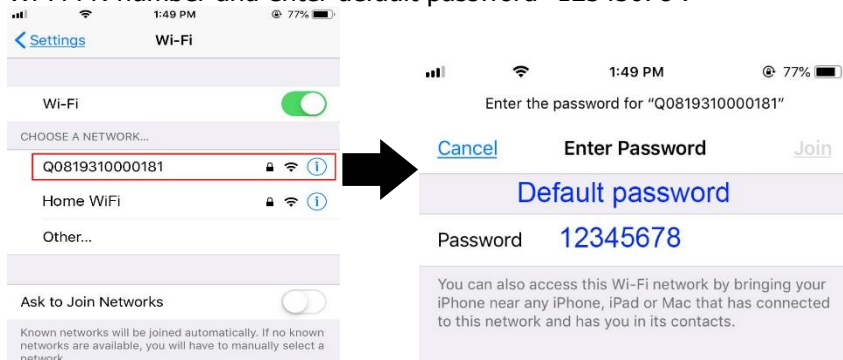 1:49 PM
77%
Settings
Wi-Fi
Wi-Fi
CHOOSE A NETWORK...
Q0819310000181
Home WiFi
Other...
Ask to Join Networks
Known networks will be joined automatically. If no known
networks are available, you will have to manually select a
network.
1:49 PM
77%
Enter the password for “Q0819310000181”
Cancel
Enter Password
Join
Default password
Password
12345678
You can also access this Wi-Fi network by bringing your
iPhone near any iPhone, iPad or Mac that has connected
to this network and has you in its contacts.